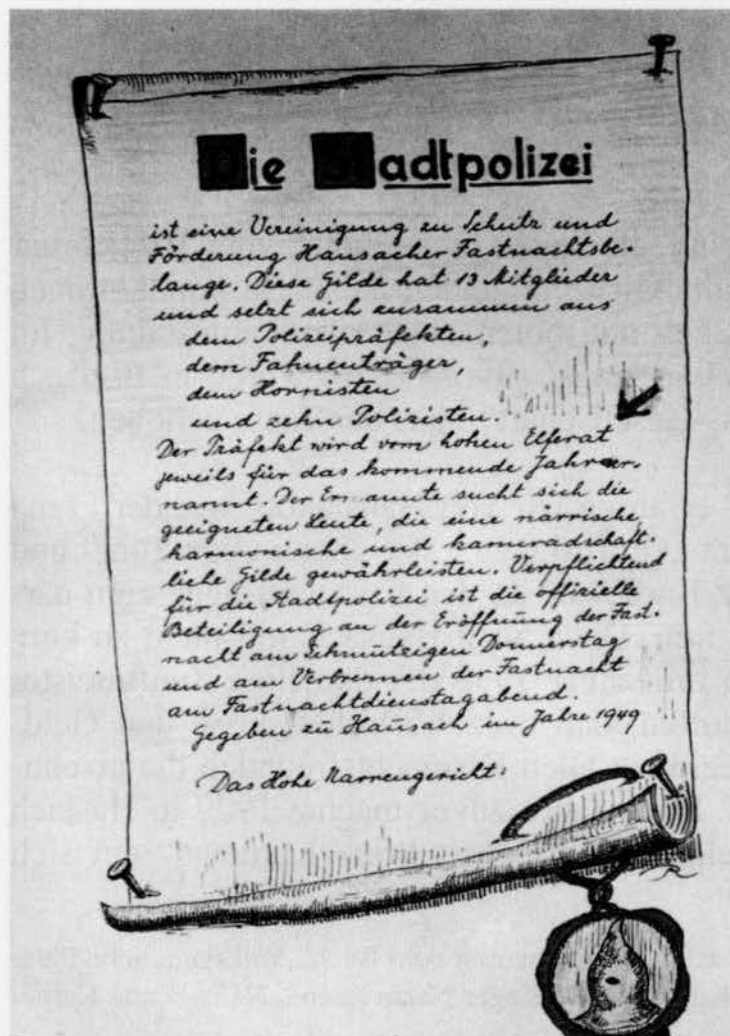 Die Stadtpolizei
ist eine Vereinigung zu Schutz und
Förderung Hausacher Fastnachtsbe-
lange. Diese Gilde hat 13 Mitglieder
und setzt sich zusammen aus
dem Polizeipräfekten,
dem Fahnenträger,
dem Hornisten
und zehn Polizisten.
Der Präfekt wird vom hohen Elferat
jeweils für das kommende Jahr er-
nannt. Der Ernannte sucht sich die
geeigneten Leute, die eine närrische,
harmonische und kameradschaft-
liche Gilde gewährleisten. Verpflichtend
für die Stadtpolizei ist die offizielle
Beteiligung an der Eröffnung der Fast-
nacht am Schmutzigen Donnerstag
und am Verbrennen der Fastnacht
am Fastnachtdienstagabend.
Gegeben zu Hausach im Jahre 1949
Das Hohe Narrengericht.
R